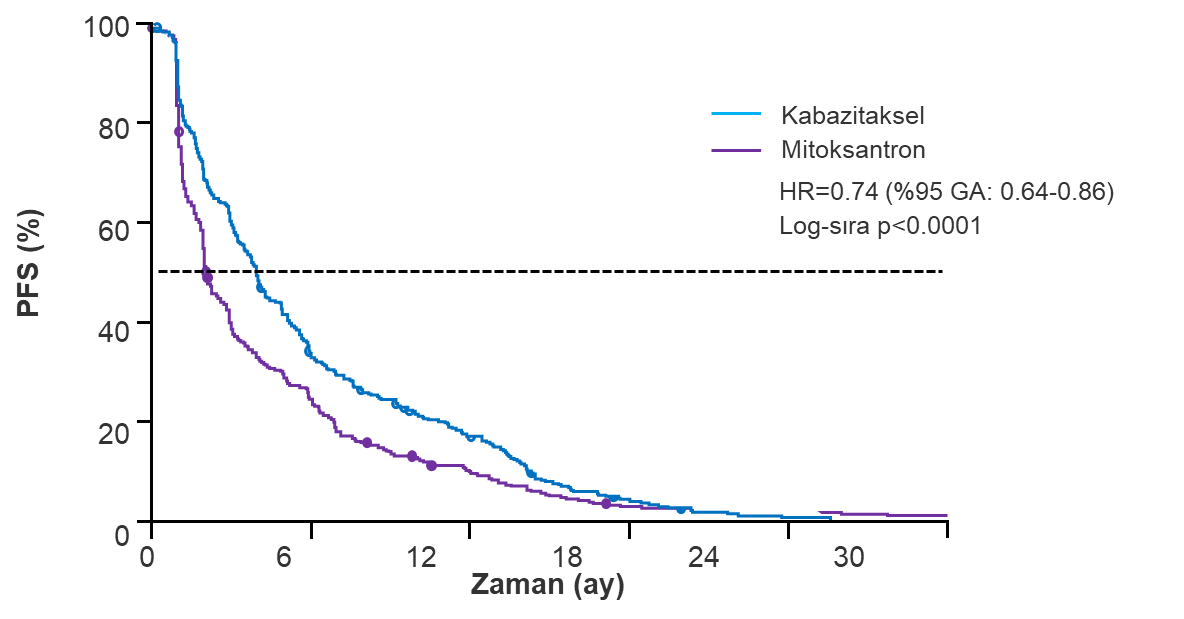 100
80
60
40
20
0
PFS (%)
Kabazitaksel
Mitoksantron
HR=0.74 (%95 GA: 0.64-0.86)
Log-sıra p<0.0001
0 6 12 18 24 30
Zaman (ay)